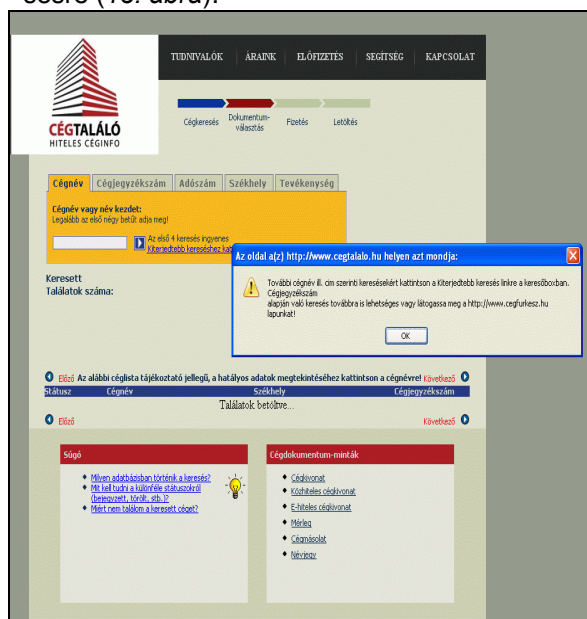 sésre (15. ábra).
TUDNIVALÓK ÁRAINK ELŐFIZETÉS SEGÍTSÉG KAPCSOLAT
CÉGTALÁLÓ
HITELES CÉGINFO
Cégkeresés Dokumentum- Fizetés Letöltés
választás
Cégnév Cégjegyzékszám Adószám Székhely Tevékenység
Cégnév vagy név kezdet:
Legalább az első négy betűt adja meg!
Az első 4 keresés ingyenes
Kiterjedtebb kereséshez kat
Az oldal a(z) http://www.cegtalalo.hu helyen azt mondja:
További cégnév ill. cím szerinti keresésekért kattintson a Kiterjedtebb keresés linkre a keresőboxban.
Cégjegyzékszám
alapján való keresés továbbra is lehetséges vagy látogassa meg a http://www.cegfurkesz.hu
lapunkat!
OK
Keresett
Találatok száma:
Előző Az alábbi céglista tájékoztató jellegű, a hatályos adatok megtekintéséhez kattintson a cégnévre! Következő
Státusz Cégnév Székhely Cégjegyzékszám
Találatok betöltve...
Előző Következő
Súgó
Milyen adatbázisban történik a keresés?
Mit kell tudni a különféle státuszokról
(bejegyzett, törölt, stb.)?
Miért nem találom a keresett céget?
Cégdokumentum-minták
Cégkivonat
Közhiteles cégkivonat
E-hiteles cégkivonat
Mérleg
Cégmásolat
Névjegy